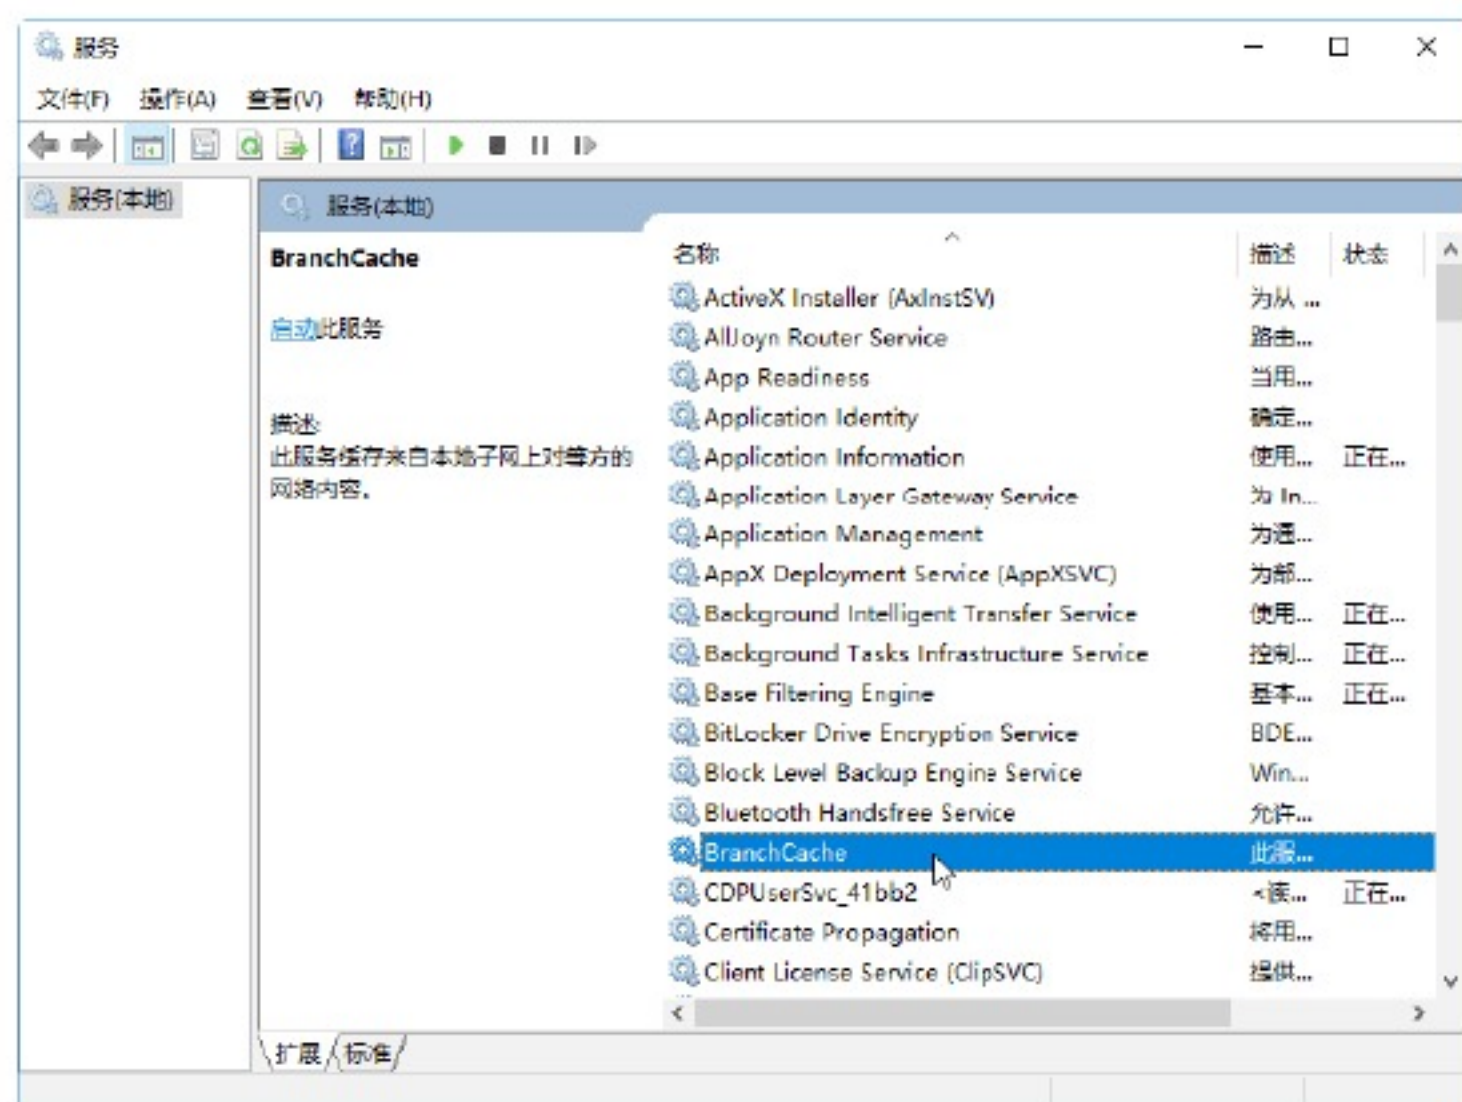 服务
文件(F) 操作(A) 查看(V) 帮助(H)
服务(本地)
服务(本地)
BranchCache
启动此服务
描述:
此服务缓存来自本地子网上对等方的
网络内容。
名称 描述 状态
ActiveX Installer (AxInstSV) 为从 ...
AllJoyn Router Service 路由...
App Readiness 当用...
Application Identity 确定...
Application Information 使用... 正在...
Application Layer Gateway Service 为 In...
Application Management 为通...
AppX Deployment Service (AppXSVC) 为部...
Background Intelligent Transfer Service 使用... 正在...
Background Tasks Infrastructure Service 控制... 正在...
Base Filtering Engine 基本... 正在...
BitLocker Drive Encryption Service BDE...
Block Level Backup Engine Service Win...
Bluetooth Handsfree Service 允许...
BranchCache 此服...
CDPUserSvc_41bb2 <读... 正在...
Certificate Propagation 将用...
Client License Service (ClipSVC) 提供...
扩展 标准